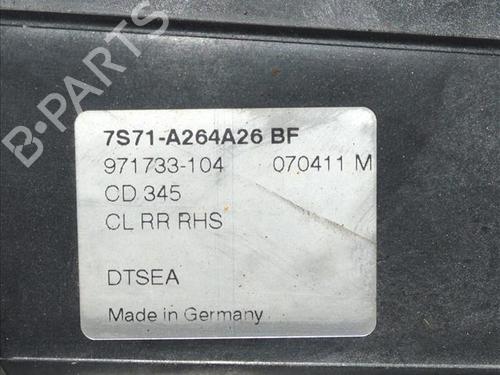 B-PARTS
7S71-A264A26 BF
971733-104 070411 M
CD 345
CL RR RHS
DTSEA
Made in Germany